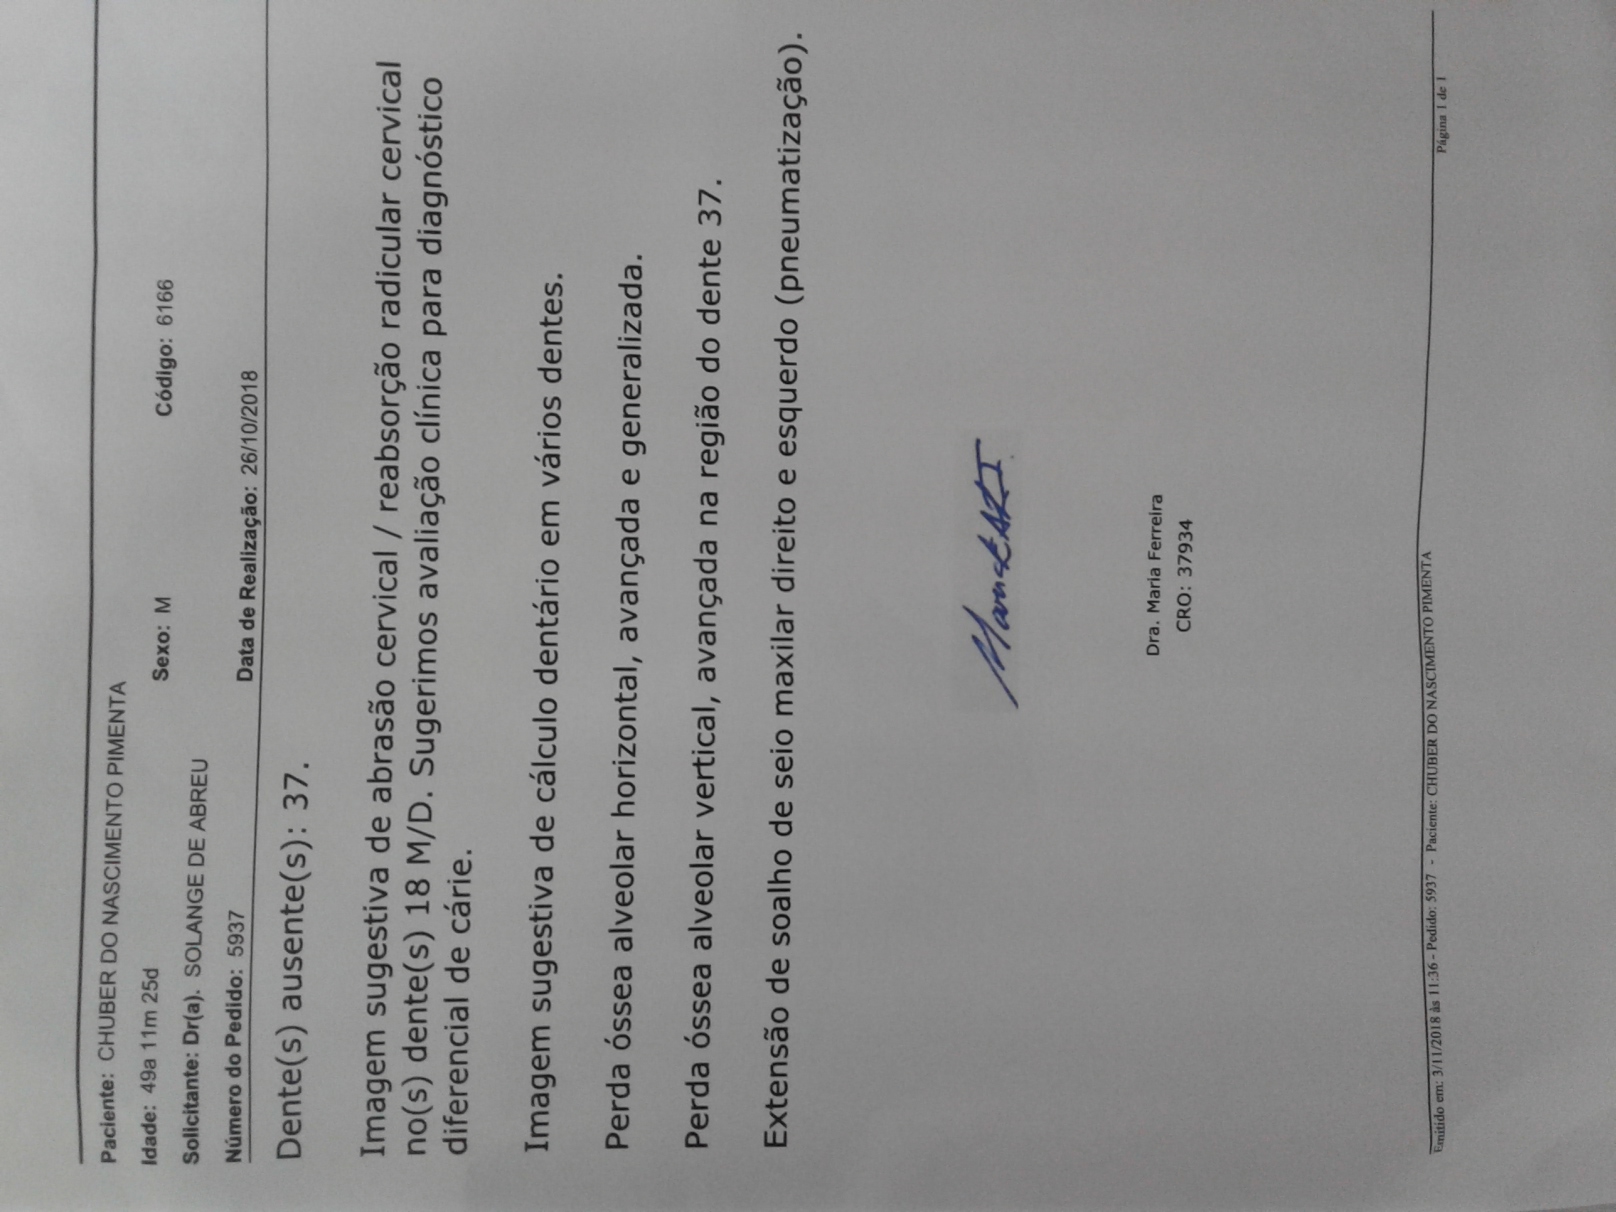 Paciente: CHUBER DO NASCIMENTO PIMENTA
Idade: 49a 11m 25d Sexo: M Código: 6166
Solicitante: Dr(a). SOLANGE DE ABREU
Número do Pedido: 5937 Data de Realização: 26/10/2018
Dente(s) ausente(s): 37.
Imagem sugestiva de abrasão cervical / reabsorção radicular cervical
no(s) dente(s) 18 M/D. Sugerimos avaliação clínica para diagnóstico
diferencial de cárie.
Imagem sugestiva de cálculo dentário em vários dentes.
Perda óssea alveolar horizontal, avançada e generalizada.
Perda óssea alveolar vertical, avançada na região do dente 37.
Extensão de soalho de seio maxilar direito e esquerdo (pneumatização).
Dra. Maria Ferreira
CRO: 37934
Emitido em: 3/11/2018 às 11:36 - Pedido: 5937 - Paciente: CHUBER DO NASCIMENTO PIMENTA
Página 1 de 1